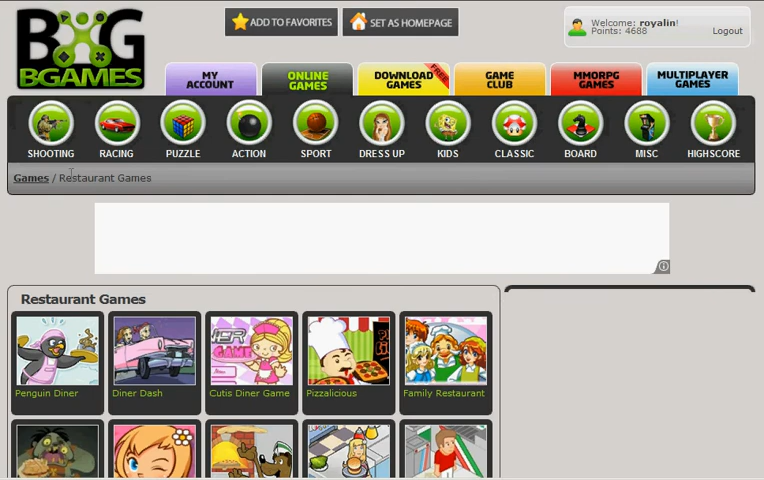 BGAMES
ADD TO FAVORITES
SET AS HOMEPAGE
Welcome: royalin!
Points: 4688
Logout
MY
ACCOUNT
ONLINE
GAMES
DOWNLOAD
GAMES
FREE
GAME
CLUB
MMORPG
GAMES
MULTIPLAYER
GAMES
SHOOTING
RACING
PUZZLE
ACTION
SPORT
DRESS UP
KIDS
CLASSIC
BOARD
MISC
HIGHSCORE
Games / Restaurant Games
Restaurant Games
GAME
Penguin Diner
Diner Dash
Cutis Diner Game
Pizzalicious
Family Restaurant